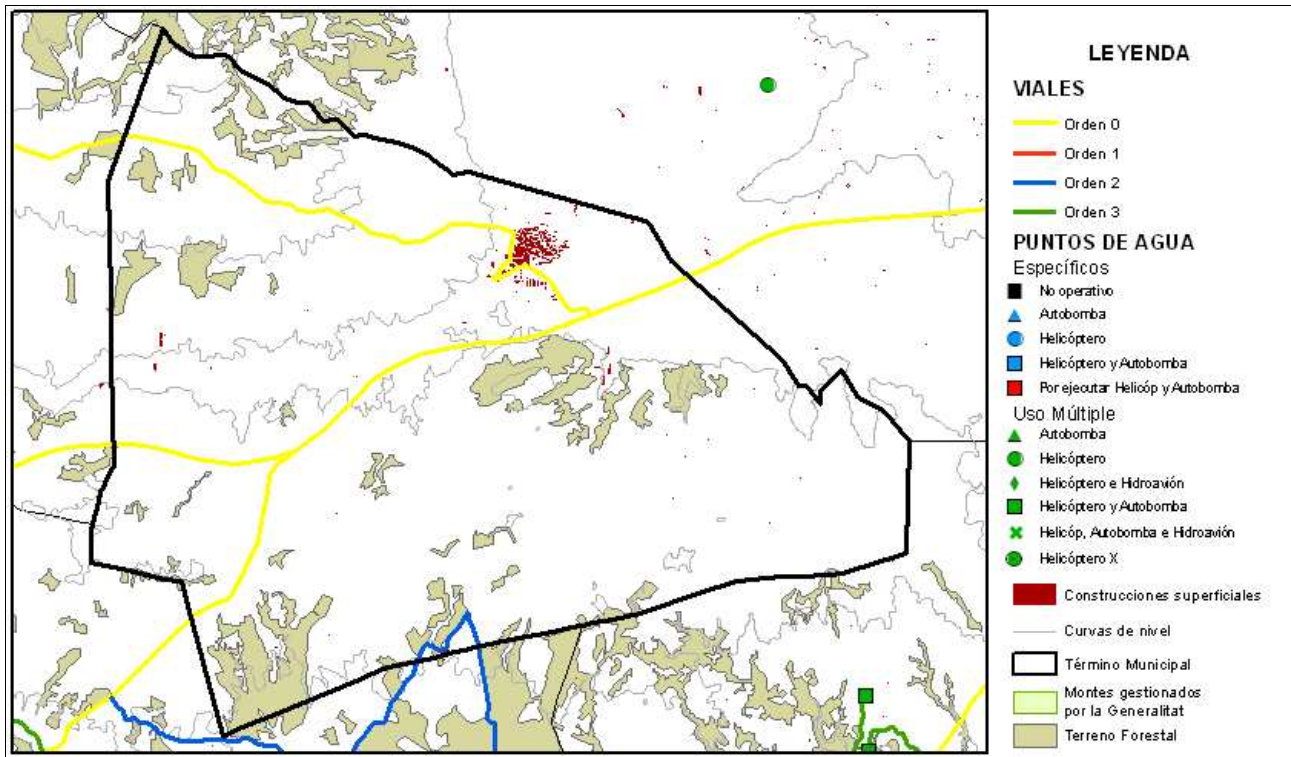 LEYENDA
VIALES
Orden 0
Orden 1
Orden 2
Orden 3
PUNTOS DE AGUA
Específicos
No operativo
Autobomba
Helicóptero
Helicóptero y Autobomba
Por ejecutar Helicóp y Autobomba
Uso Múltiple
Autobomba
Helicóptero
Helicóptero e Hidroavión
Helicóptero y Autobomba
Helicóp, Autobomba e Hidroavión
Helicóptero X
Construcciones superficiales
Curvas de nivel
Término Municipal
Montes gestionados
por la Generalitat
Terreno Forestal